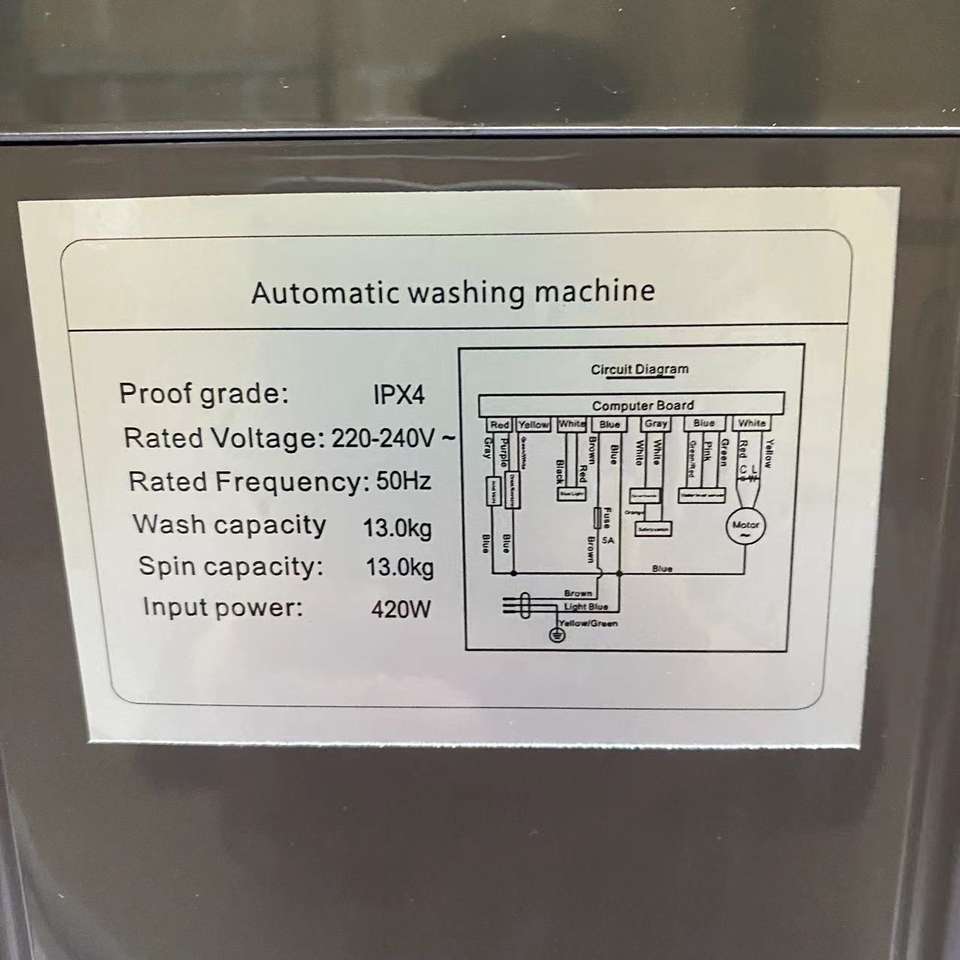 Automatic washing machine
Proof grade: IPX4
Rated Voltage: 220-240V ~
Rated Frequency: 50Hz
Wash capacity 13.0kg
Spin capacity: 13.0kg
Input power: 420W
Circuit Diagram
Computer Board
Red Yellow White Blue Gray Blue White
Gray
Purple
Green/White
Black
Red
Brown
Blue
White
White
Green/Red
Pink
Green
Red
Yellow
C L
Orange
Fuse
5A
Motor
~
Blue
Blue
Brown
Blue
Brown
Light Blue
Yellow/Green